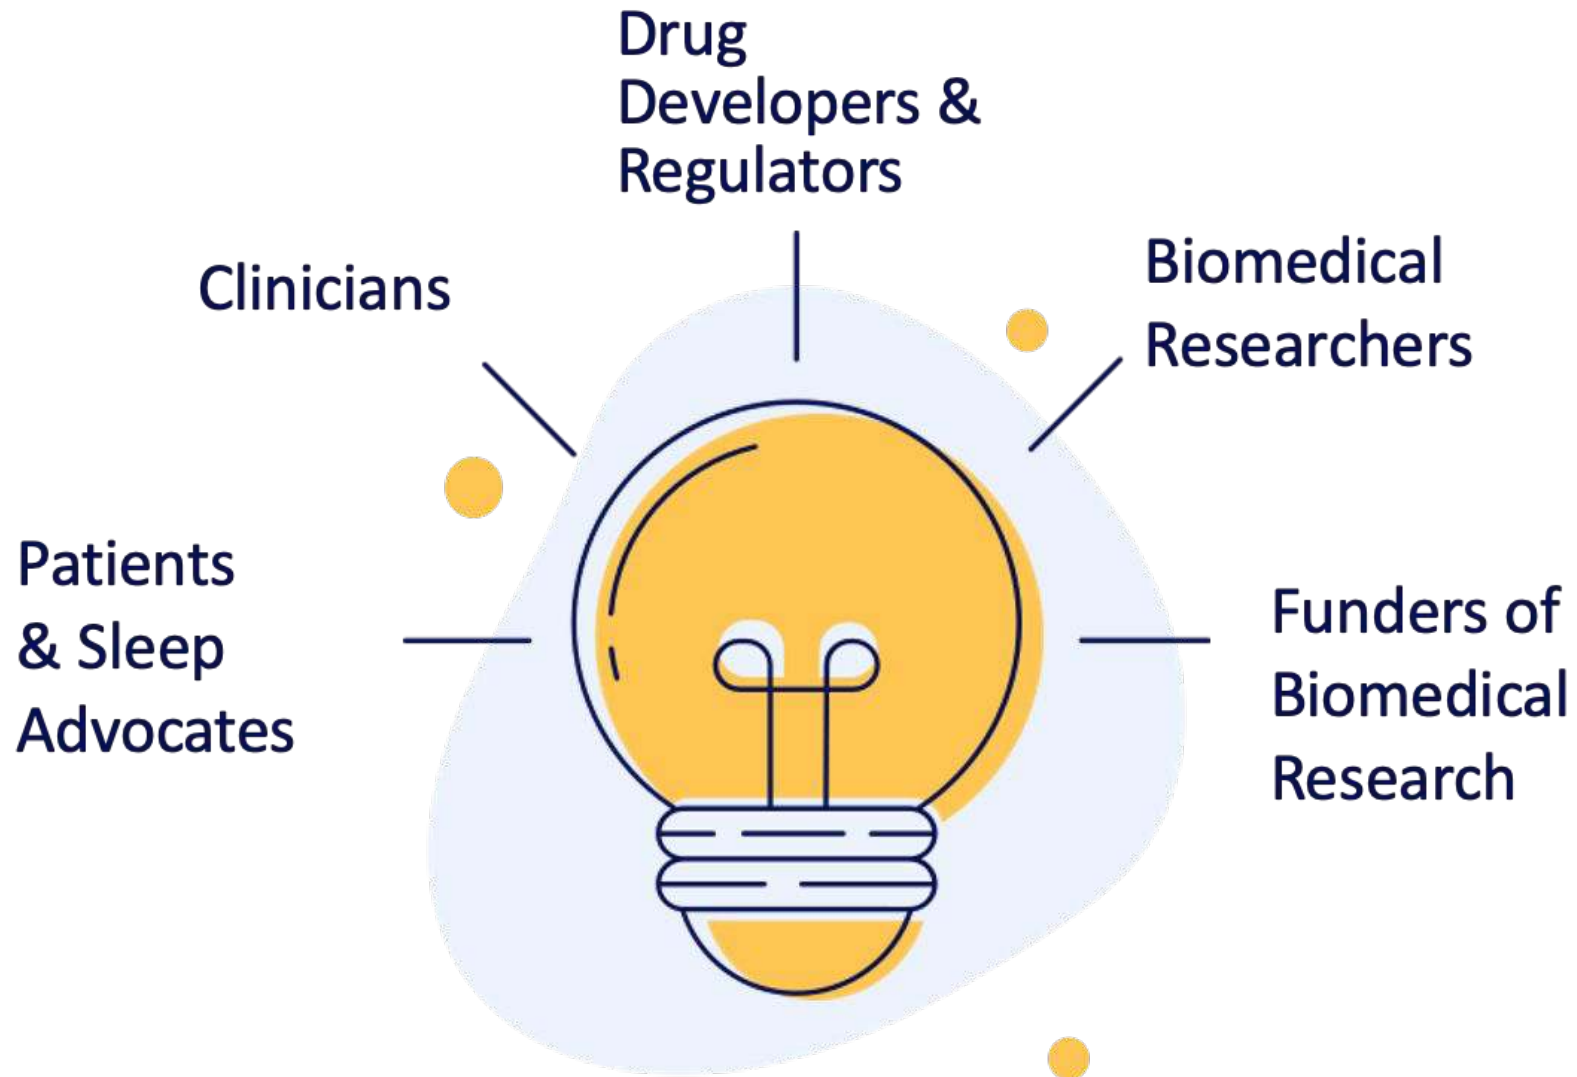 Drug
Developers &
Regulators
Clinicians
Biomedical
Researchers
Patients
& Sleep
Advocates
Funders of
Biomedical
Research